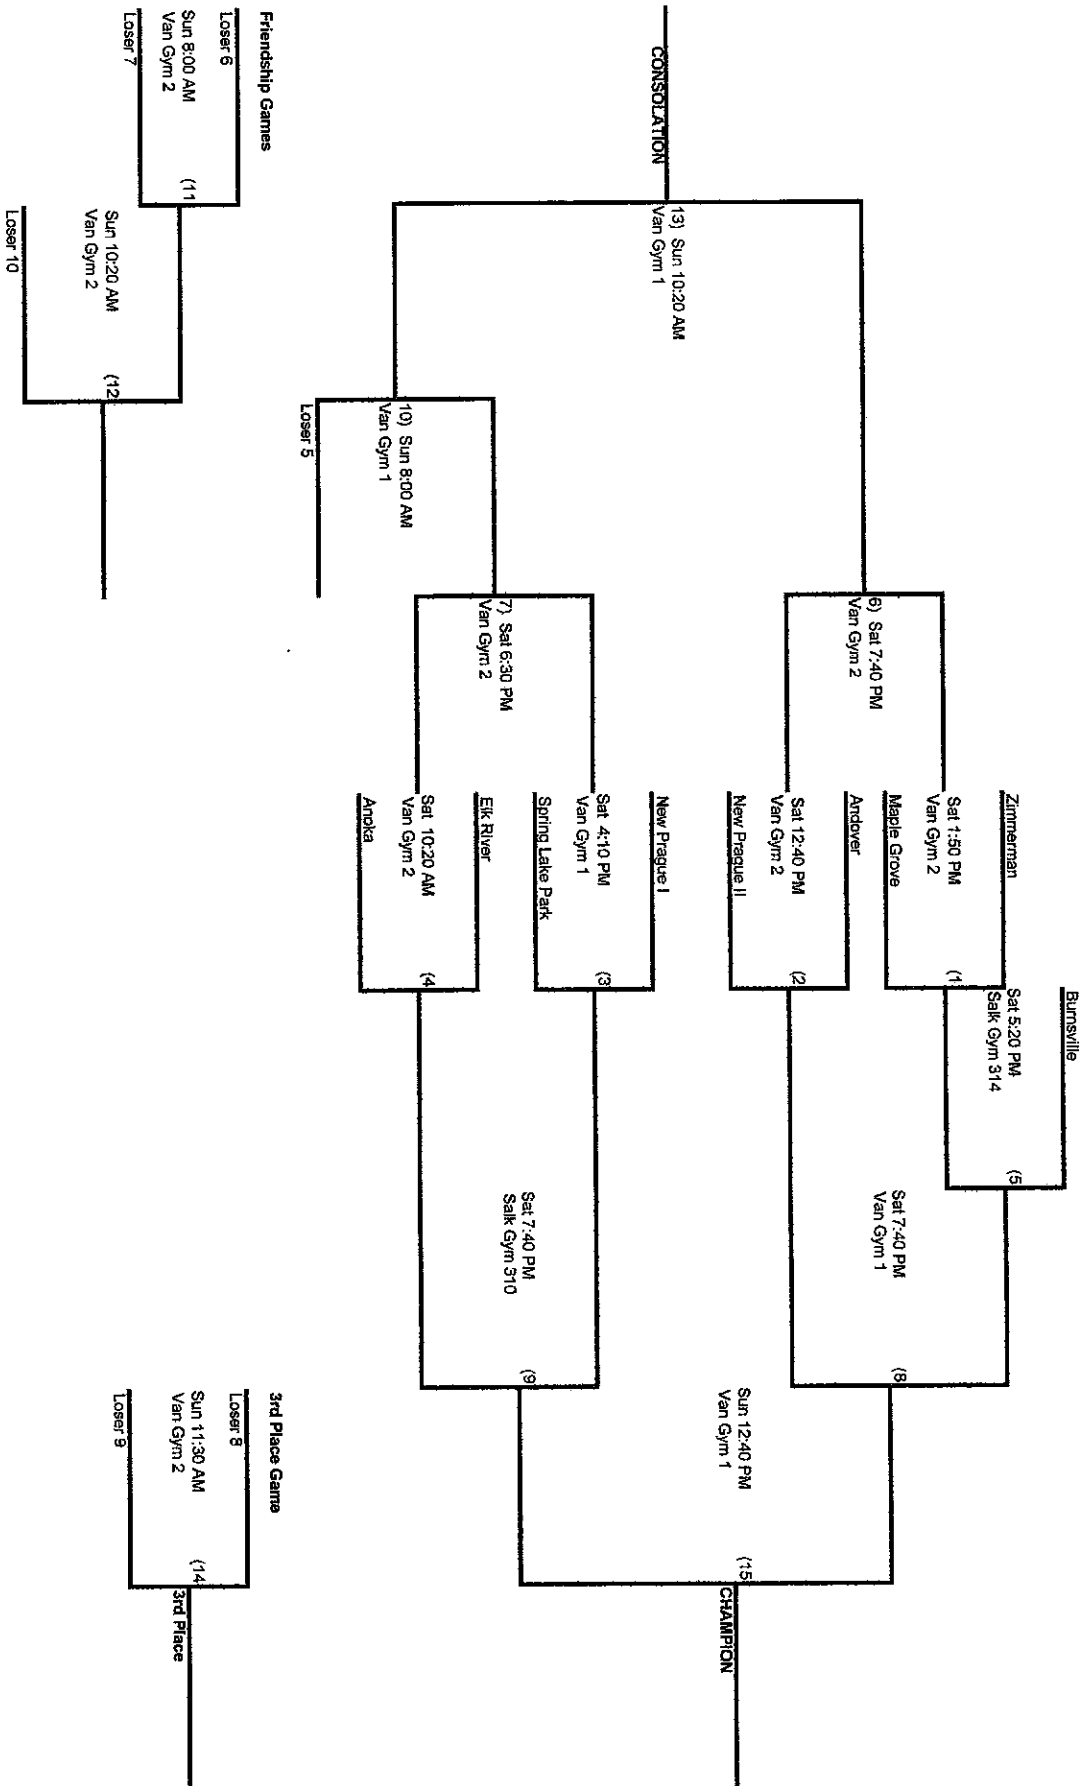 Burnsville
Zimmerman
Sat 5:20 PM
Salk Gym 314
(5
Sat 1:50 PM
Van Gym 2
(1
Maple Grove
6) Sat 7:40 PM
Van Gym 2
Sat 7:40 PM
Van Gym 1
(8
Andover
Sat 12:40 PM
Van Gym 2
(2
New Prague II
13) Sun 10:20 AM
Van Gym 1
CONSOLATION
Sun 12:40 PM
Van Gym 1
(15
CHAMPION
New Prague I
Sat 4:10 PM
Van Gym 1
(3
Spring Lake Park
7) Sat 6:30 PM
Van Gym 2
Sat 7:40 PM
Salk Gym 310
(9
Elk River
Sat 10:20 AM
Van Gym 2
(4
Anoka
10) Sun 8:00 AM
Van Gym 1
Loser 5
Friendship Games
Loser 6
Sun 8:00 AM
Van Gym 2
(11
Loser 7
Sun 10:20 AM
Van Gym 2
(12
Loser 10
3rd Place Game
Loser 8
Sun 11:30 AM
Van Gym 2
(14
3rd Place
Loser 9